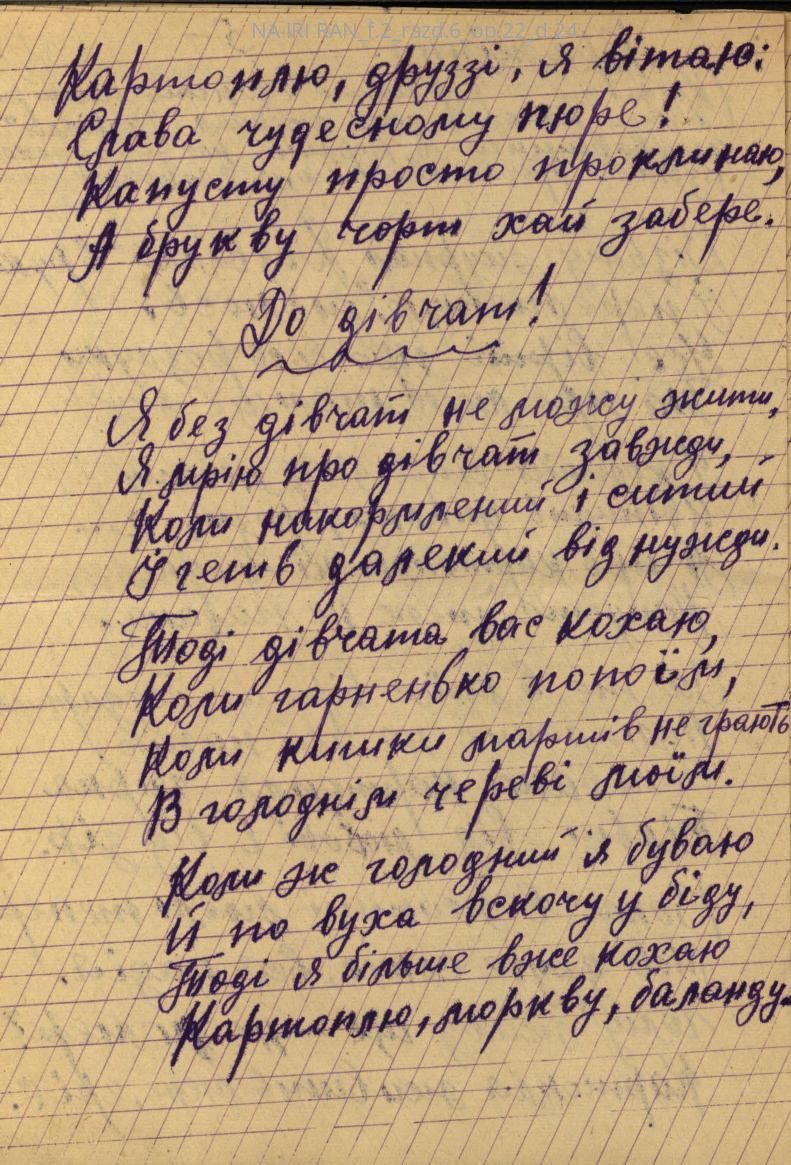 NA IRI RAN_f.2_razd.6_op.22_d.24
Картоплю, друззі, я вітаю:
Слава чудесному пюре!
Капусту просто проклинаю,
А брукву чорт хай забере.
До дівчат!
Я без дівчат не можу жити,
Я мрію про дівчат завжди,
Коли накормлений і ситий
Й геть далекий від нужди.
Тоді дівчата вас кохаю,
Коли гарненько попоїм,
Коли кишки маршів не грають
В голоднім череві моїм.
Коли ж голодний я буваю
Й по вуха вскочу у біду,
Тоді я більше вже кохаю
Картоплю, моркву, баланду.